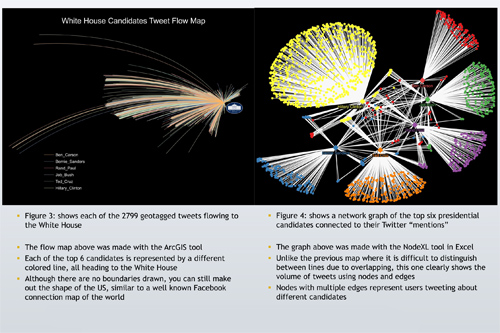 White House Candidates Tweet Flow Map
Ben_Carson
Bernie_Sanders
Rand_Paul
Jeb_Bush
Ted_Cruz
Hillary_Clinton
Figure 3: shows each of the 2799 geotagged tweets flowing to
the White House
The flow map above was made with the ArcGIS tool
Each of the top 6 candidates is represented by a different
colored line, all heading to the White House
Although there are no boundaries drawn, you can still make
out the shape of the US, similar to a well known Facebook
connection map of the world
Figure 4: shows a network graph of the top six presidential
candidates connected to their Twitter “mentions”
The graph above was made with the NodeXL tool in Excel
Unlike the previous map where it is difficult to distinguish
between lines due to overlapping, this one clearly shows the
volume of tweets using nodes and edges
Nodes with multiple edges represent users tweeting about
different candidates